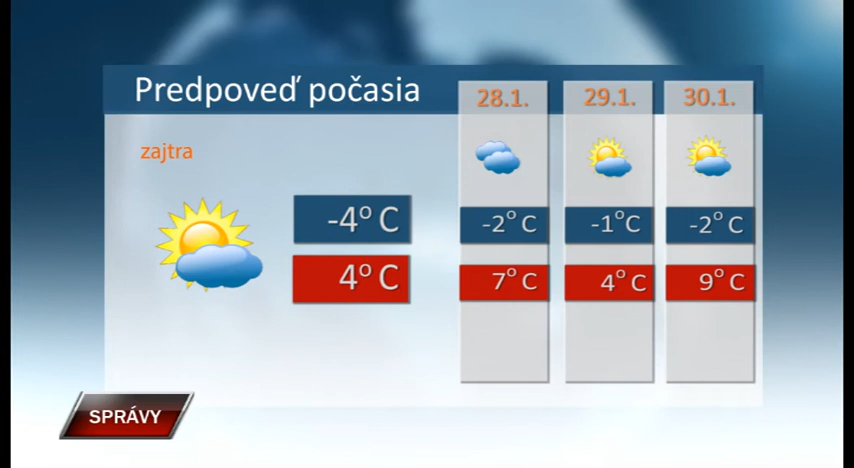 Predpoveď počasia
zajtra
-4° C
4° C
28.1. 29.1. 30.1.
-2° C -1°C -2° C
7° C 4° C 9° C
SPRÁVY